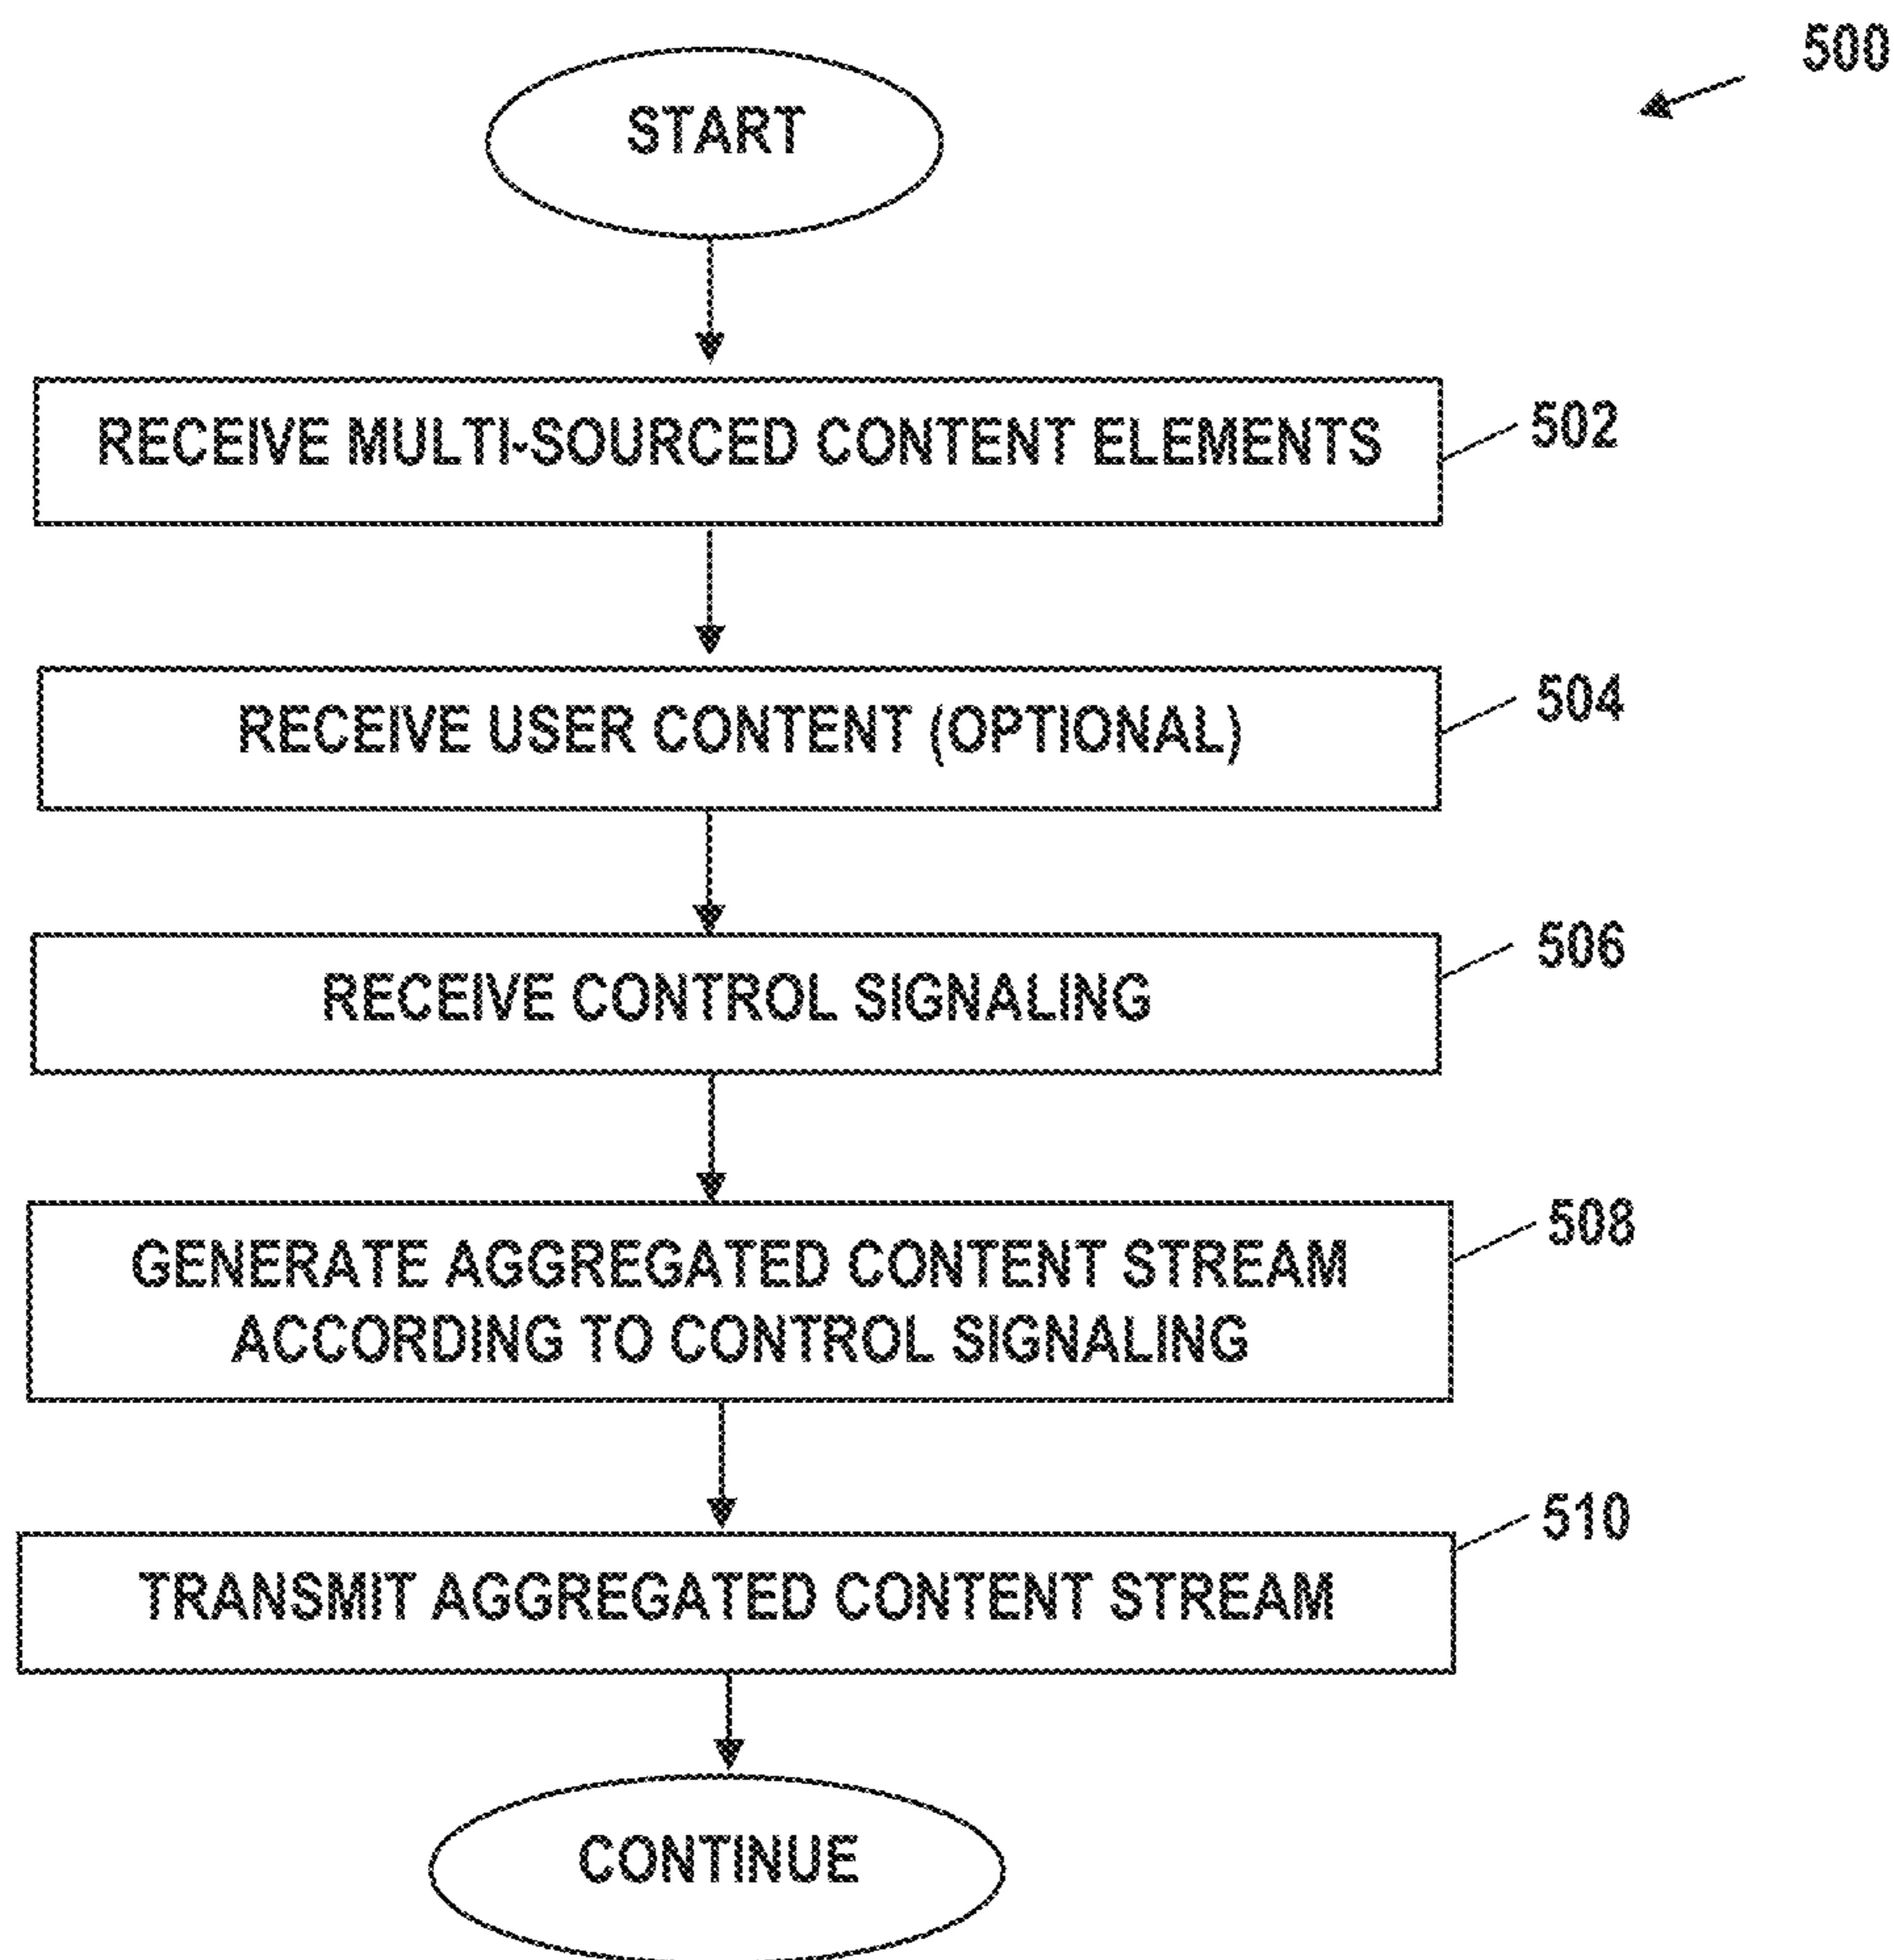 500
START
RECEIVE MULTI-SOURCED CONTENT ELEMENTS
502
RECEIVE USER CONTENT (OPTIONAL)
504
RECEIVE CONTROL SIGNALING
506
GENERATE AGGREGATED CONTENT STREAM
ACCORDING TO CONTROL SIGNALING
508
TRANSMIT AGGREGATED CONTENT STREAM
510
CONTINUE